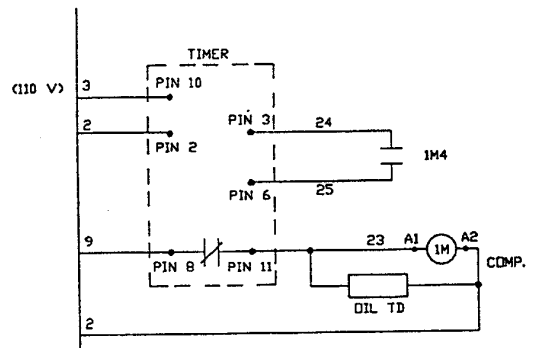 TIMER
(110 V)
3
PIN 10
2
PIN 2
PIN 3
24
1M4
PIN 6
25
9
PIN 8
PIN 11
23
A1
1M
A2
COMP.
OIL TD
2